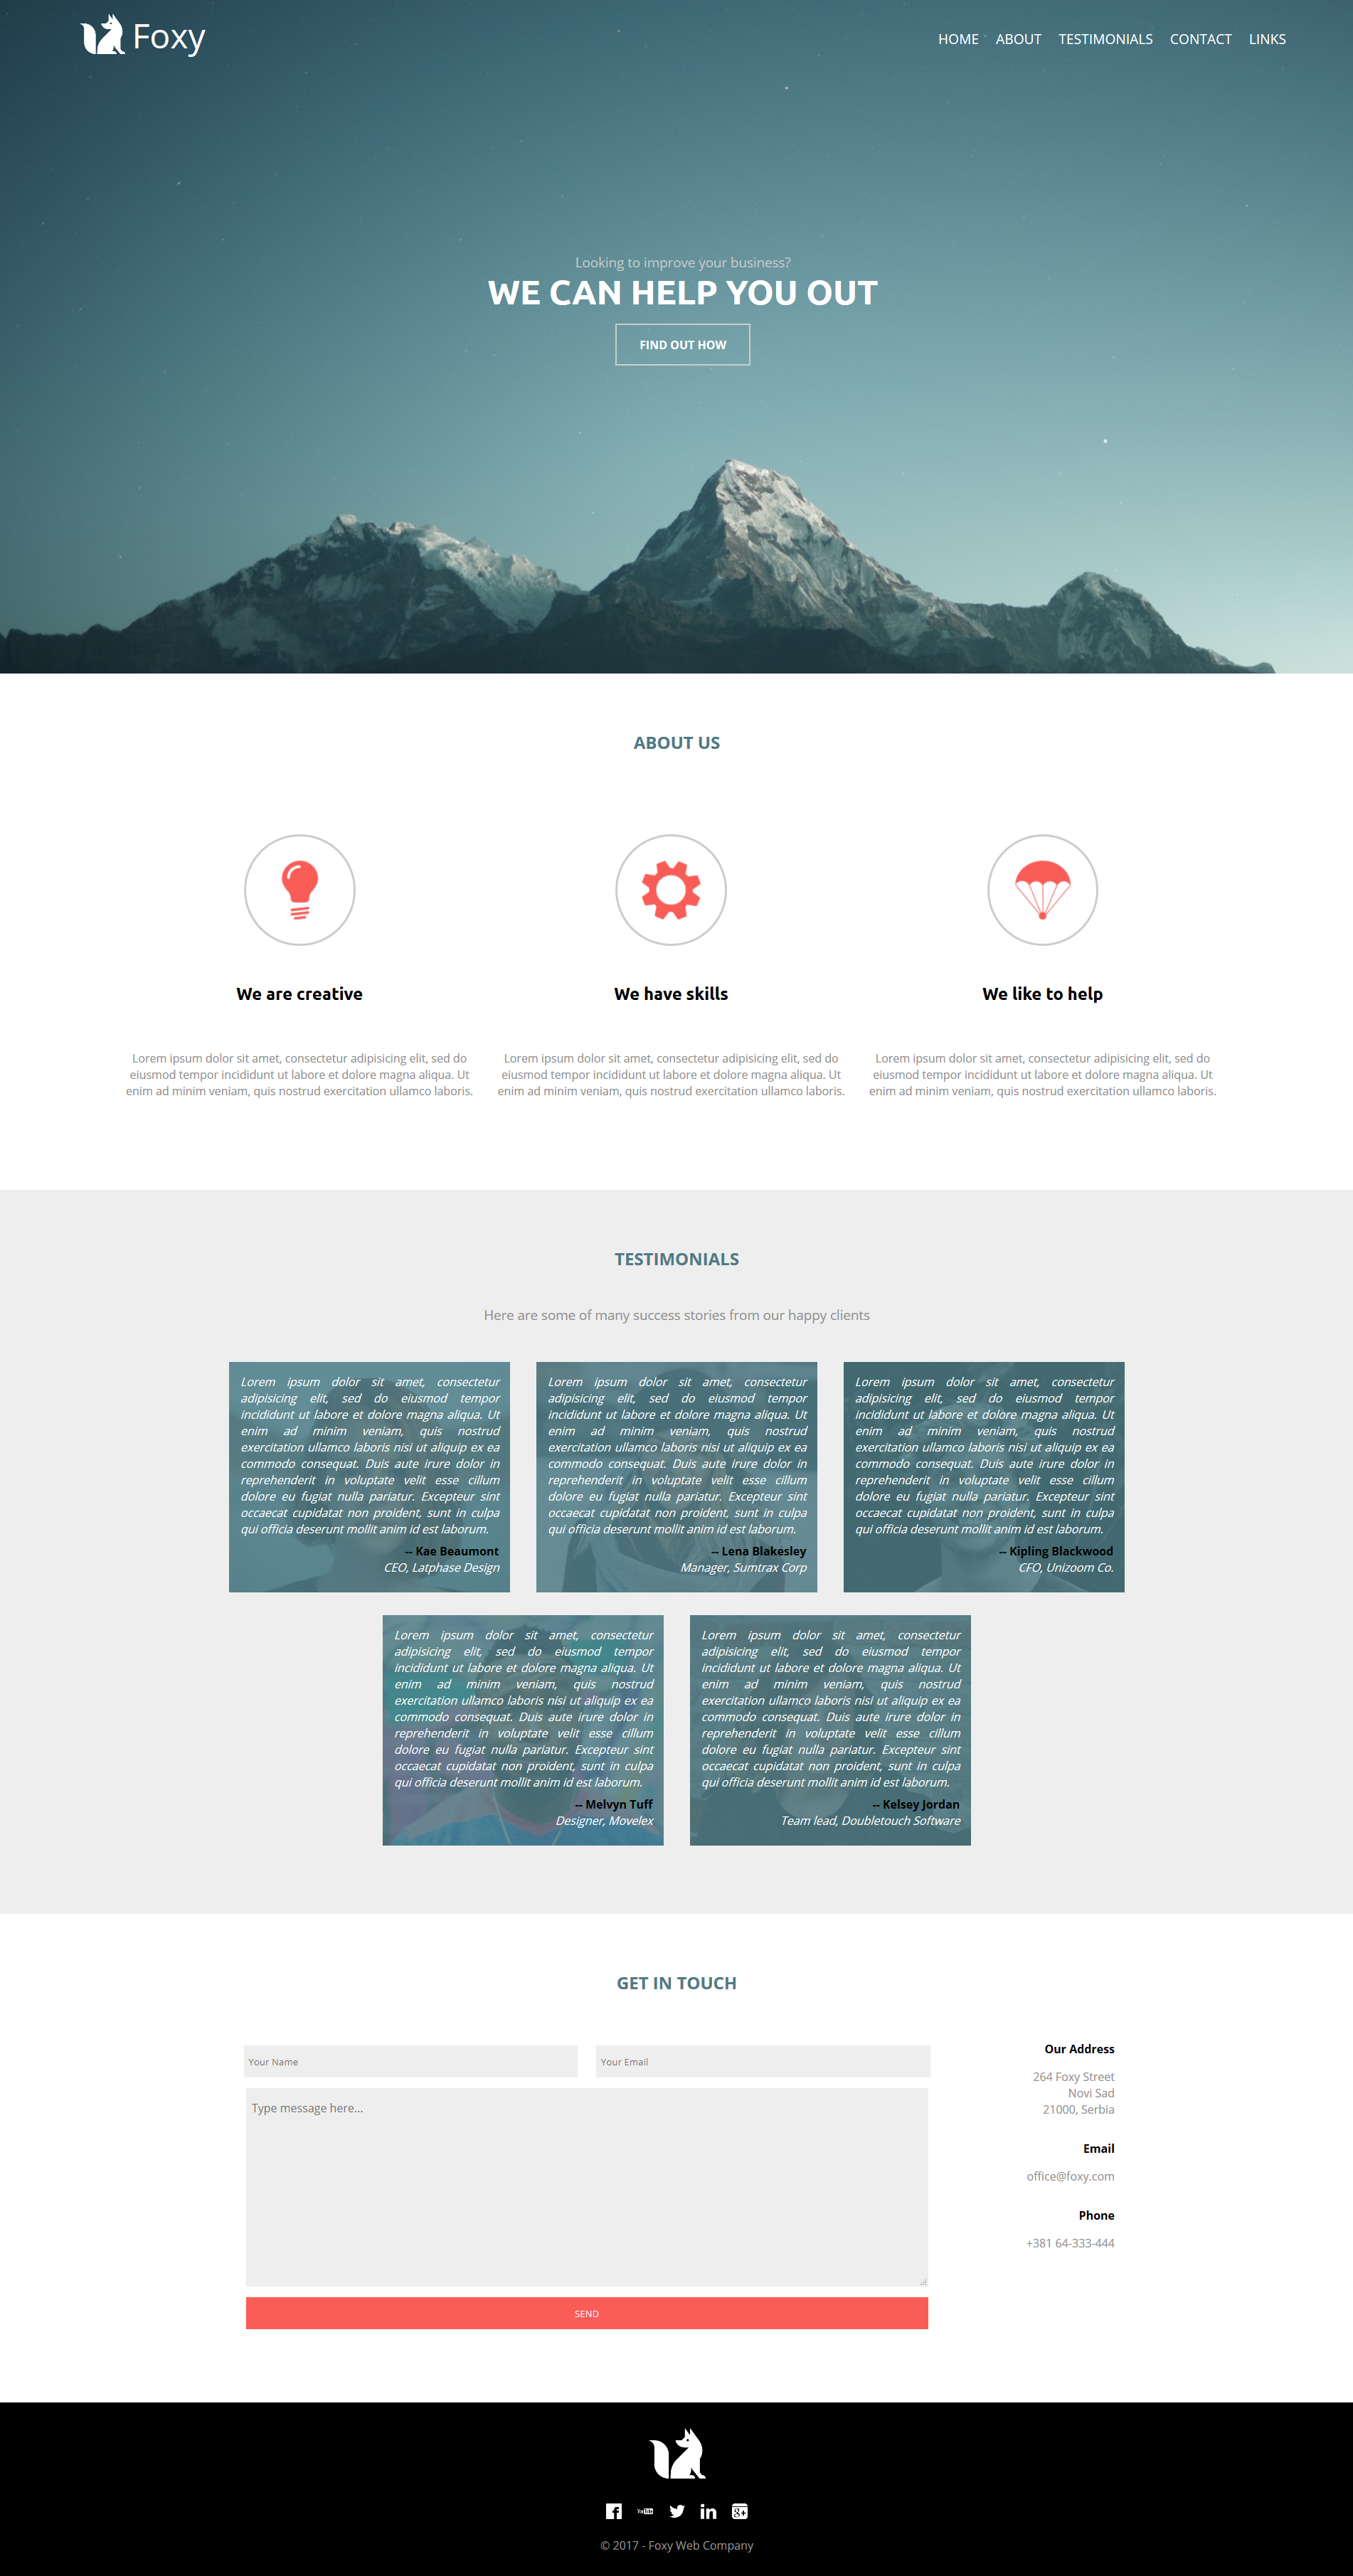 Foxy
HOME ABOUT TESTIMONIALS CONTACT LINKS
Looking to improve your business?
WE CAN HELP YOU OUT
FIND OUT HOW
ABOUT US
We are creative
Lorem ipsum dolor sit amet, consectetur adipisicing elit, sed do
eiusmod tempor incididunt ut labore et dolore magna aliqua. Ut
enim ad minim veniam, quis nostrud exercitation ullamco laboris.
We have skills
Lorem ipsum dolor sit amet, consectetur adipisicing elit, sed do
eiusmod tempor incididunt ut labore et dolore magna aliqua. Ut
enim ad minim veniam, quis nostrud exercitation ullamco laboris.
We like to help
Lorem ipsum dolor sit amet, consectetur adipisicing elit, sed do
eiusmod tempor incididunt ut labore et dolore magna aliqua. Ut
enim ad minim veniam, quis nostrud exercitation ullamco laboris.
TESTIMONIALS
Here are some of many success stories from our happy clients
Lorem ipsum dolor sit amet, consectetur
adipisicing elit, sed do eiusmod tempor
incididunt ut labore et dolore magna aliqua. Ut
enim ad minim veniam, quis nostrud
exercitation ullamco laboris nisi ut aliquip ex ea
commodo consequat. Duis aute irure dolor in
reprehenderit in voluptate velit esse cillum
dolore eu fugiat nulla pariatur. Excepteur sint
occaecat cupidatat non proident, sunt in culpa
qui officia deserunt mollit anim id est laborum.
-- Kae Beaumont
CEO, Latphase Design
Lorem ipsum dolor sit amet, consectetur
adipisicing elit, sed do eiusmod tempor
incididunt ut labore et dolore magna aliqua. Ut
enim ad minim veniam, quis nostrud
exercitation ullamco laboris nisi ut aliquip ex ea
commodo consequat. Duis aute irure dolor in
reprehenderit in voluptate velit esse cillum
dolore eu fugiat nulla pariatur. Excepteur sint
occaecat cupidatat non proident, sunt in culpa
qui officia deserunt mollit anim id est laborum.
-- Lena Blakesley
Manager, Sumtrax Corp
Lorem ipsum dolor sit amet, consectetur
adipisicing elit, sed do eiusmod tempor
incididunt ut labore et dolore magna aliqua. Ut
enim ad minim veniam, quis nostrud
exercitation ullamco laboris nisi ut aliquip ex ea
commodo consequat. Duis aute irure dolor in
reprehenderit in voluptate velit esse cillum
dolore eu fugiat nulla pariatur. Excepteur sint
occaecat cupidatat non proident, sunt in culpa
qui officia deserunt mollit anim id est laborum.
-- Kipling Blackwood
CFO, Unizoom Co.
Lorem ipsum dolor sit amet, consectetur
adipisicing elit, sed do eiusmod tempor
incididunt ut labore et dolore magna aliqua. Ut
enim ad minim veniam, quis nostrud
exercitation ullamco laboris nisi ut aliquip ex ea
commodo consequat. Duis aute irure dolor in
reprehenderit in voluptate velit esse cillum
dolore eu fugiat nulla pariatur. Excepteur sint
occaecat cupidatat non proident, sunt in culpa
qui officia deserunt mollit anim id est laborum.
-- Melvyn Tuff
Designer, Movelex
Lorem ipsum dolor sit amet, consectetur
adipisicing elit, sed do eiusmod tempor
incididunt ut labore et dolore magna aliqua. Ut
enim ad minim veniam, quis nostrud
exercitation ullamco laboris nisi ut aliquip ex ea
commodo consequat. Duis aute irure dolor in
reprehenderit in voluptate velit esse cillum
dolore eu fugiat nulla pariatur. Excepteur sint
occaecat cupidatat non proident, sunt in culpa
qui officia deserunt mollit anim id est laborum.
-- Kelsey Jordan
Team lead, Doubletouch Software
GET IN TOUCH
Your Name
Your Email
Type message here...
SEND
Our Address
264 Foxy Street
Novi Sad
21000, Serbia
Email
office@foxy.com
Phone
+381 64-333-444
© 2017 - Foxy Web Company